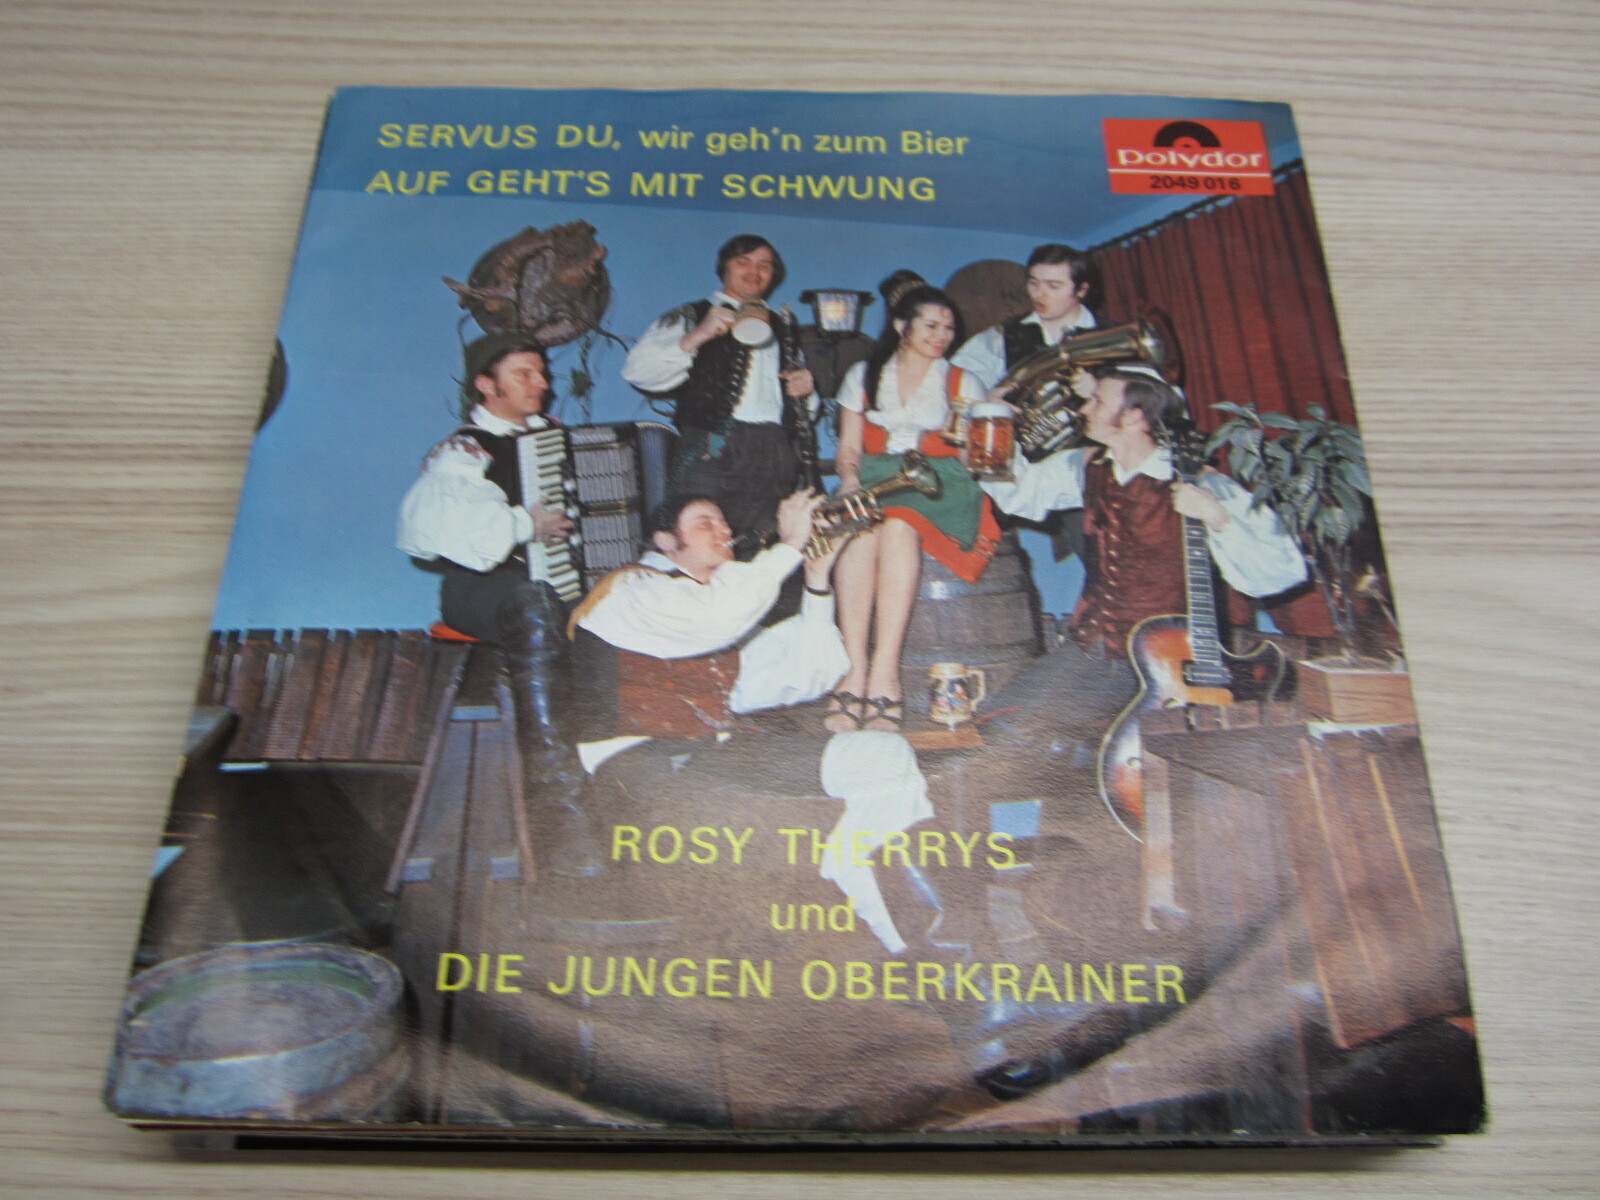 SERVUS DU, wir geh'n zum Bier
AUF GEHT'S MIT SCHWUNG
polydor
2049 016
ROSY THERRYS
und
DIE JUNGEN OBERKRAINER